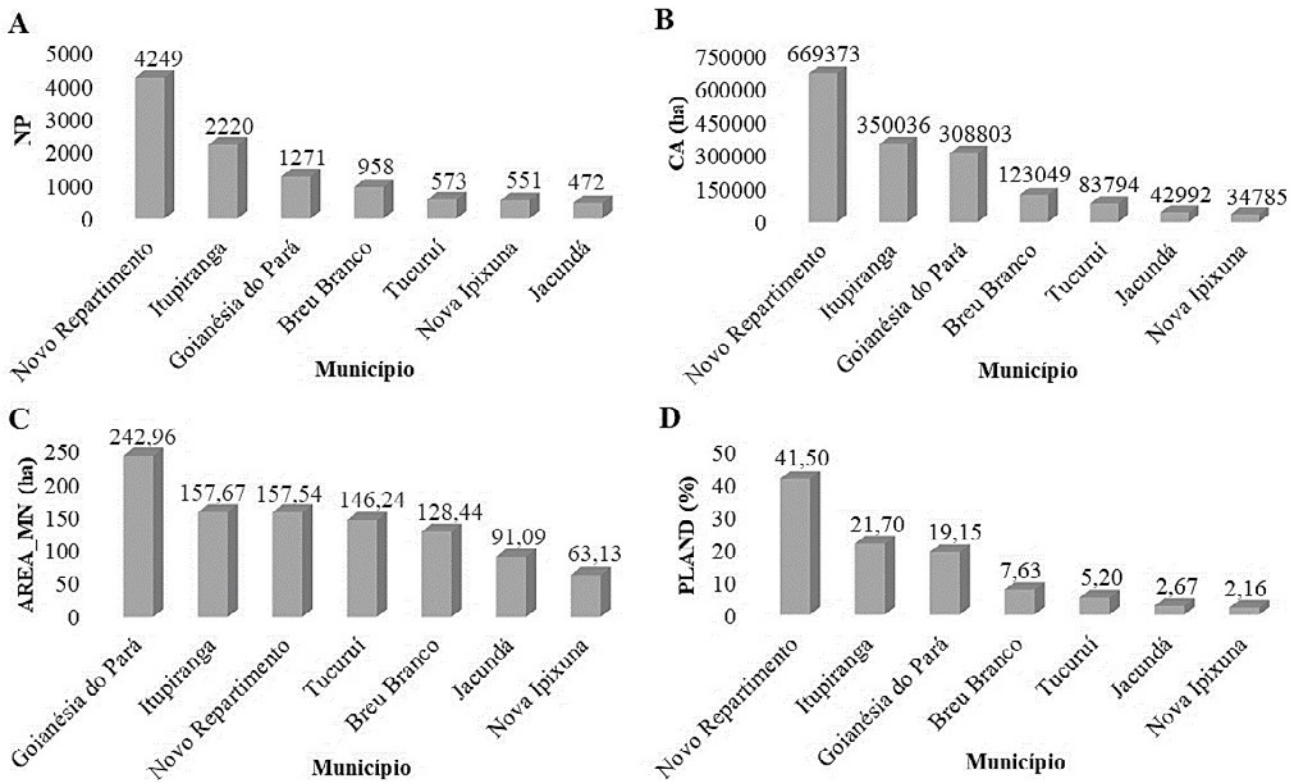 A
NP
5000
4000
3000
2000
1000
0
4249
2220
1271
958
573
551
472
Novo Repartimento
Itupiranga
Goianésia do Pará
Breu Branco
Tucuruí
Nova Ipixuna
Jacundá
Município
B
CA (ha)
750000
600000
450000
300000
150000
0
669373
350036
308803
123049
83794
42992
34785
Novo Repartimento
Itupiranga
Goianésia do Pará
Breu Branco
Tucuruí
Jacundá
Nova Ipixuna
Município
C
AREA_MN (ha)
250
200
150
100
50
0
242,96
157,67
157,54
146,24
128,44
91,09
63,13
Goianésia do Pará
Itupiranga
Novo Repartimento
Tucuruí
Breu Branco
Jacundá
Nova Ipixuna
Município
D
PLAND (%)
50
40
30
20
10
0
41,50
21,70
19,15
7,63
5,20
2,67
2,16
Novo Repartimento
Itupiranga
Goianésia do Pará
Breu Branco
Tucuruí
Jacundá
Nova Ipixuna
Município